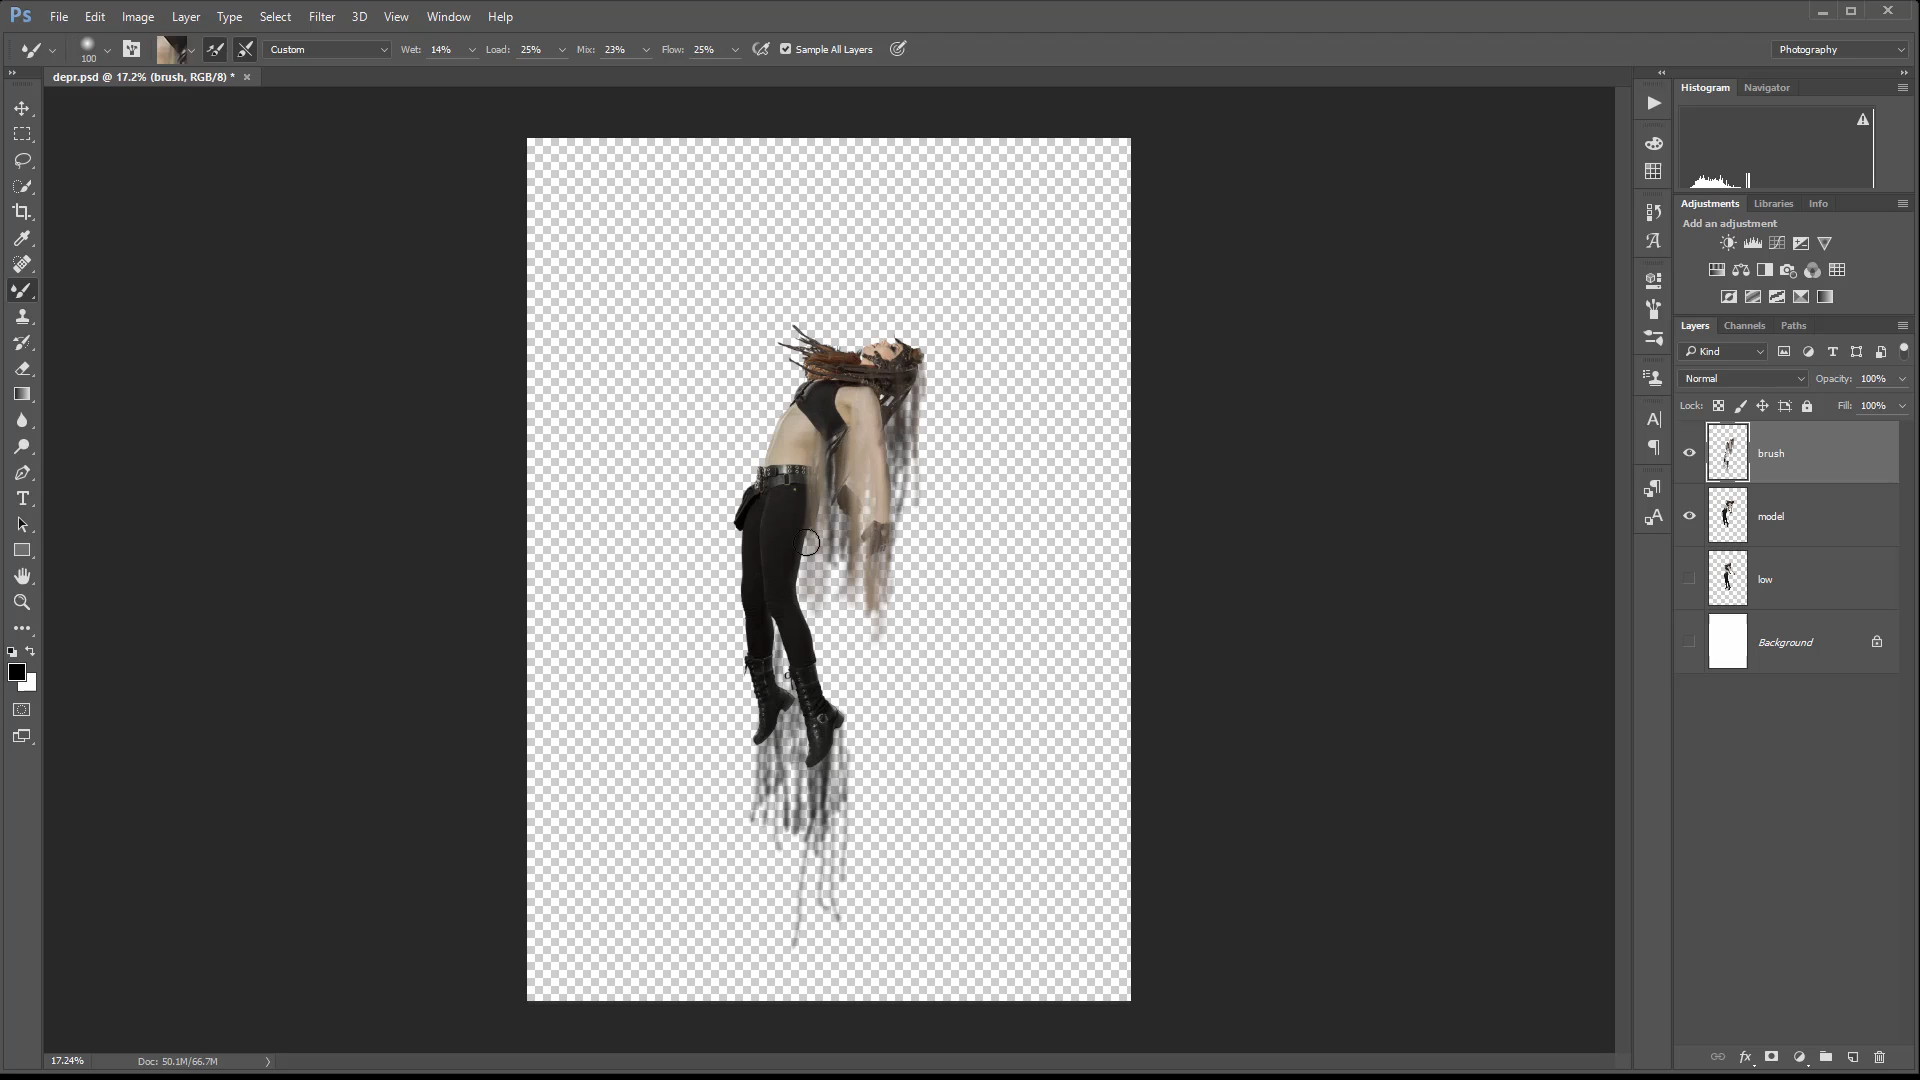 Ps File Edit Image Layer Type Select Filter 3D View Window Help
100 Custom Wet: 14% Load: 25% Mix: 23% Flow: 25% Sample All Layers Photography
depr.psd @ 17.2% (brush, RGB/8) *
Histogram Navigator
Adjustments Libraries Info
Add an adjustment
Layers Channels Paths
Kind
Normal Opacity: 100%
Lock: Fill: 100%
brush
model
low
Background
17.24% Doc: 50.1M/66.7M